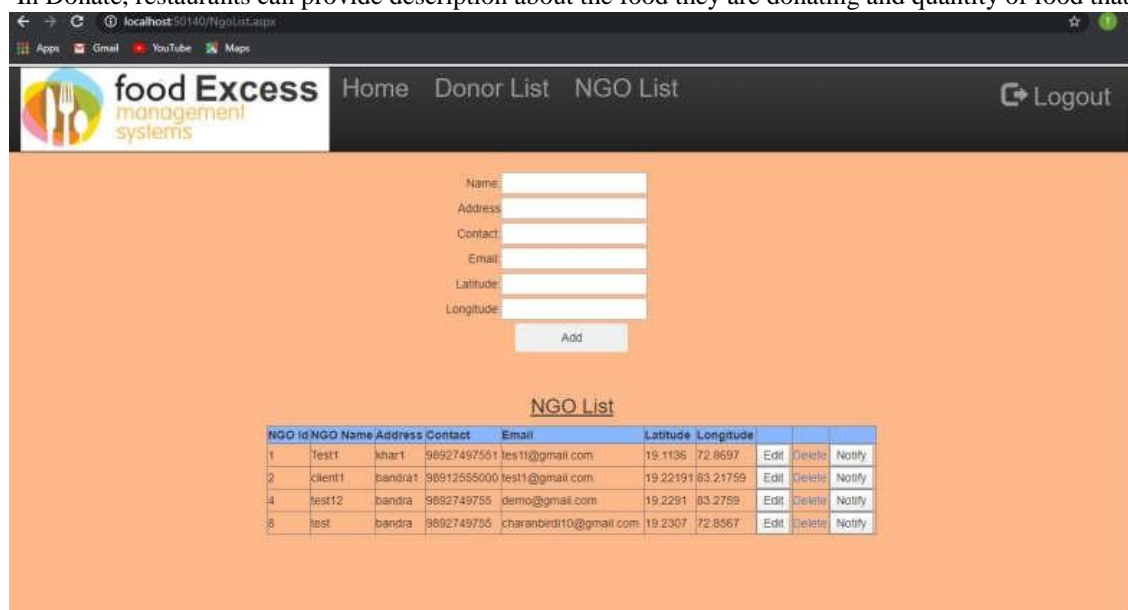 In Donate, restaurants can provide description about the food they are donating and quantity of food that
localhost:50140/NgoList.aspx
Apps Gmail YouTube Maps
food Excess
management
systems
Home Donor List NGO List
Logout
Name:
Address
Contact:
Email:
Latitude:
Longitude:
Add
NGO List
NGO Id NGO Name Address Contact Email Latitude Longitude
1 Test1 khar1 98927497551 test1@gmail.com 19.1136 72.8697 Edit Delete Notify
2 client1 bandra1 98912555000 test1@gmail.com 19.22191 83.21759 Edit Delete Notify
4 test12 bandra 9892749755 demo@gmail.com 19.2291 83.2759 Edit Delete Notify
8 test bandra 9892749755 charanbirdi10@gmail.com 19.2307 72.8567 Edit Delete Notify